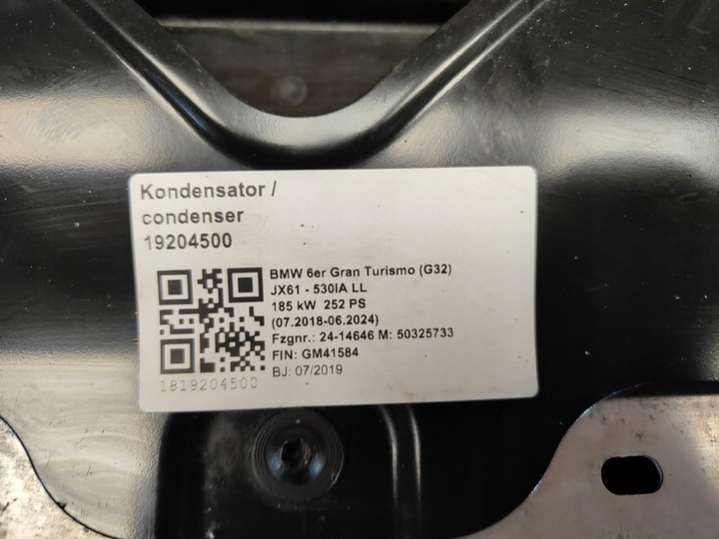 Kondensator /
condenser
19204500
BMW 6er Gran Turismo (G32)
JX61 - 530IA LL
185 kW 252 PS
(07.2018-06.2024)
Fzgnr.: 24-14646 M: 50325733
FIN: GM41584
BJ: 07/2019
1819204500